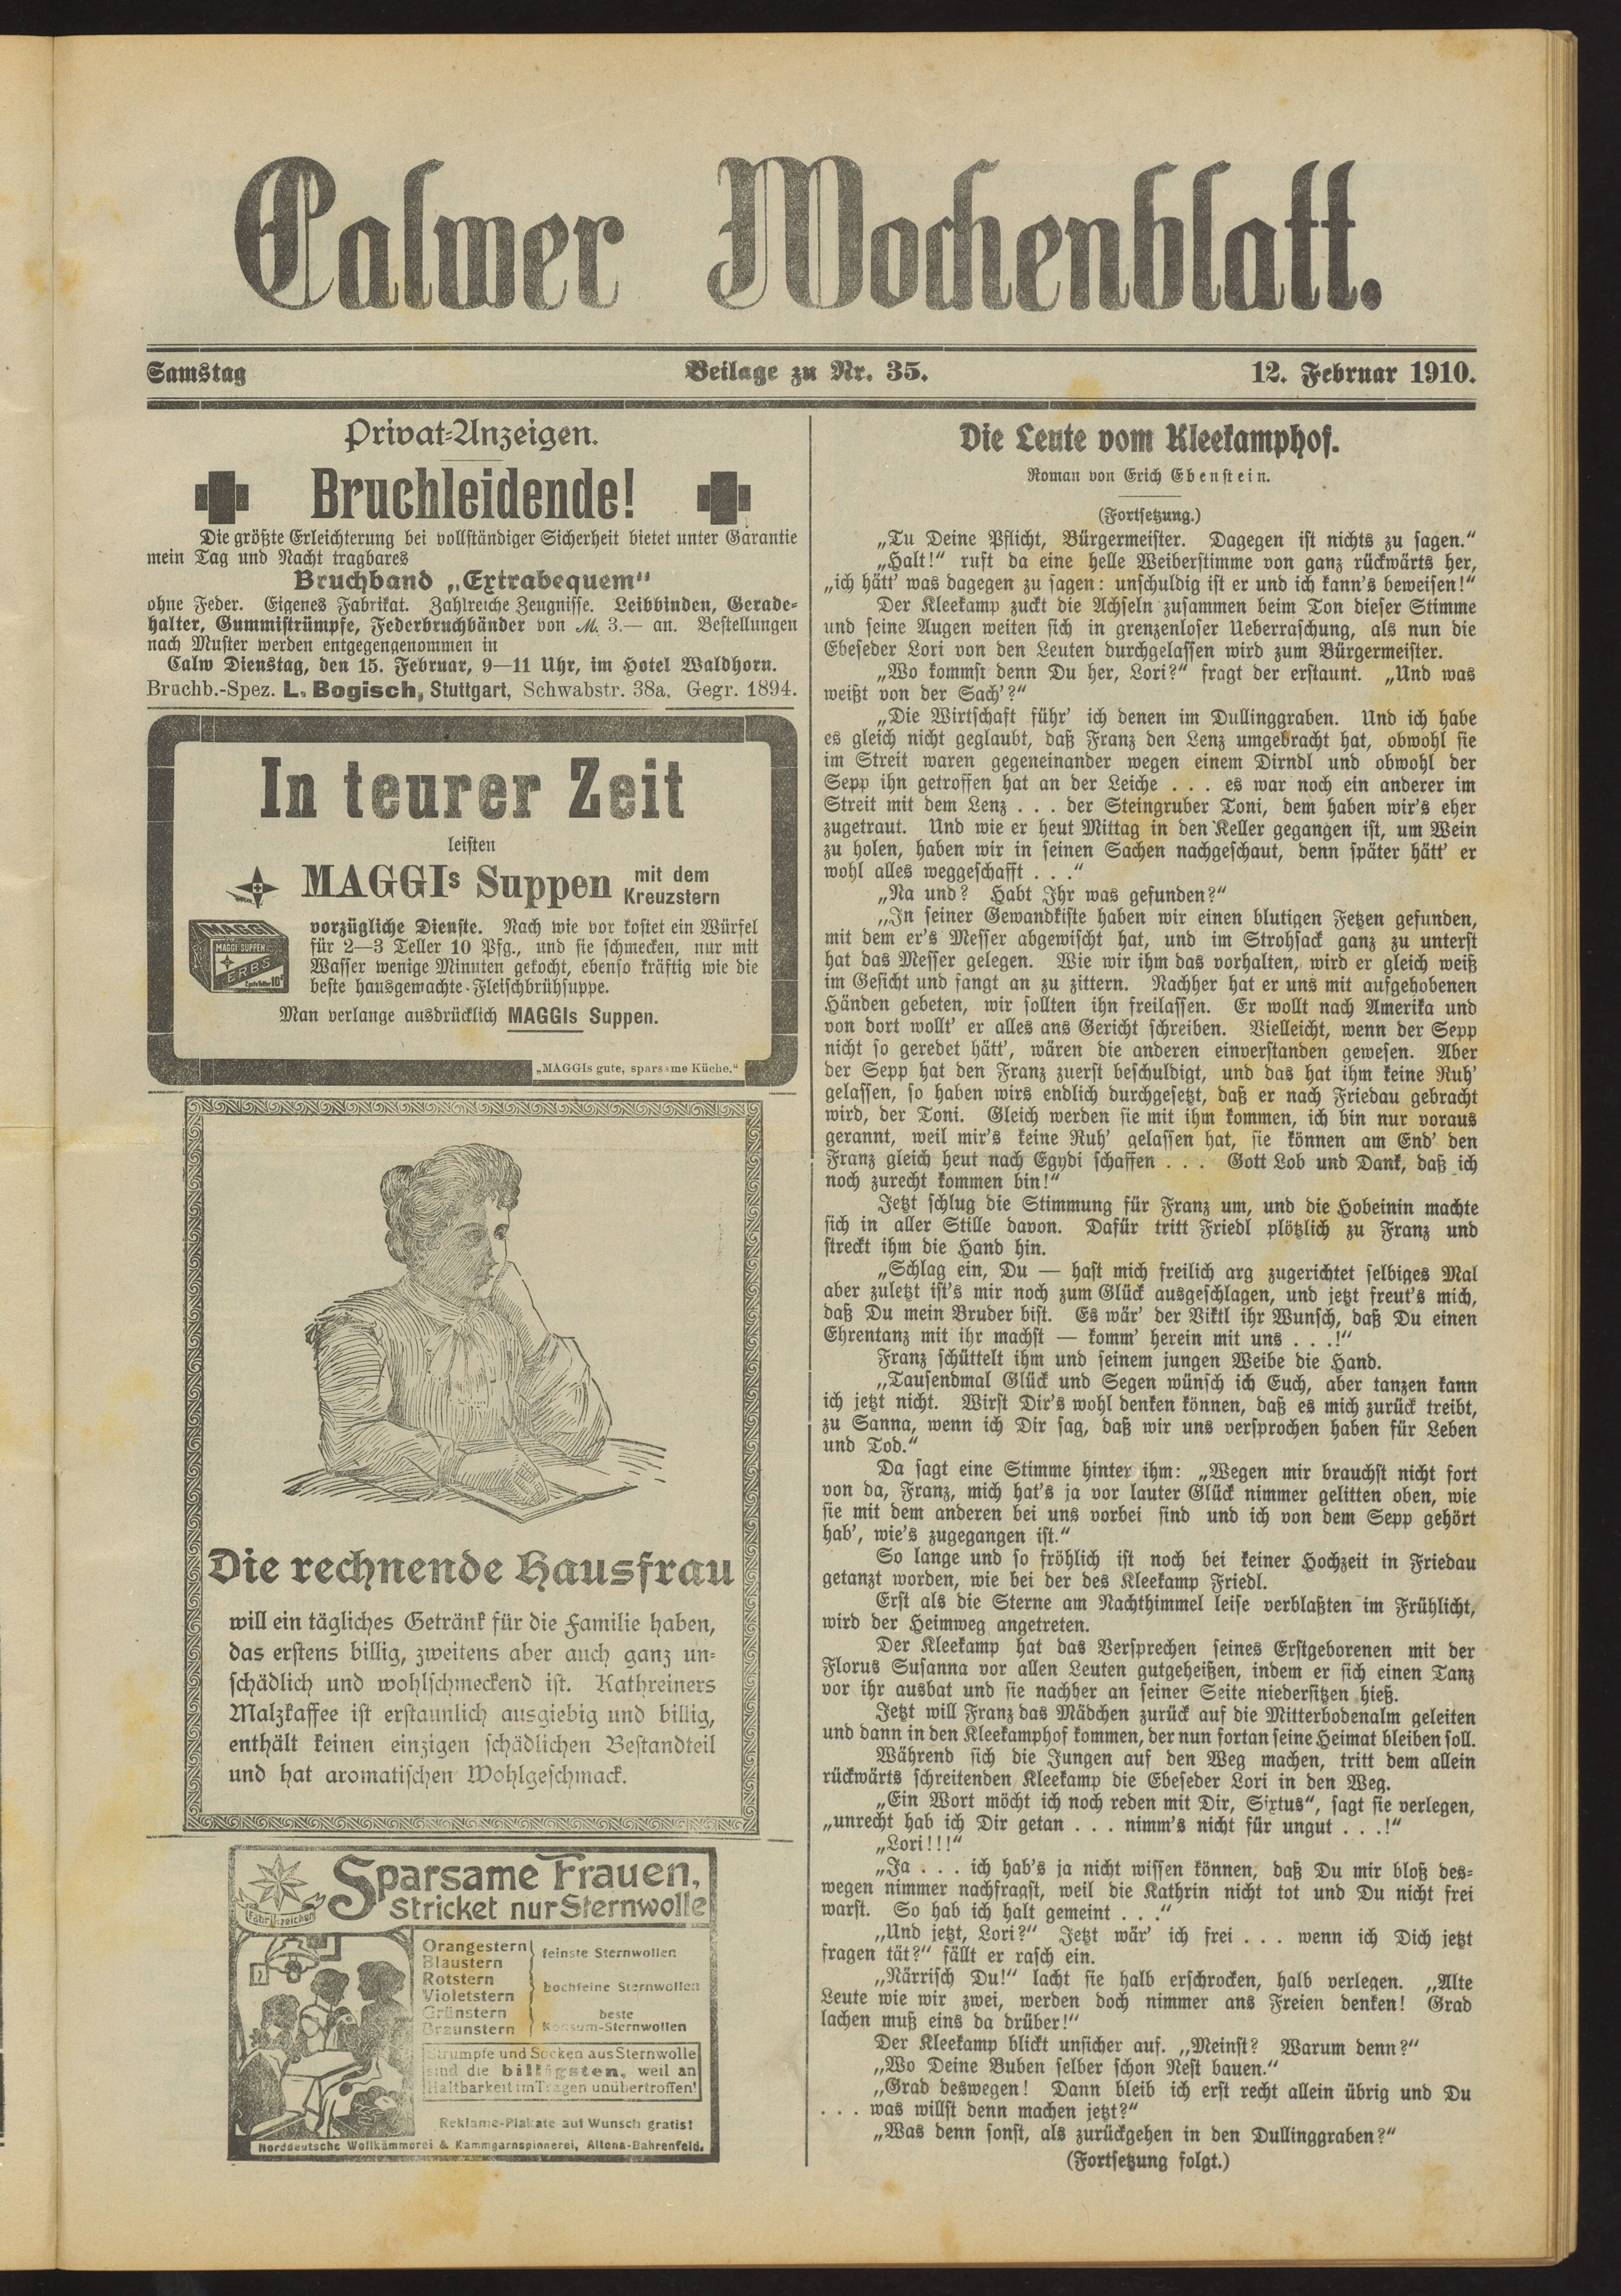 Calwer Wochenblatt.
Samstag Beilage zu Nr. 35. 12. Februar 1910.
Privat-Anzeigen.
Bruchleidende!
Die größte Erleichterung bei vollständiger Sicherheit bietet unter Garantie
mein Tag und Nacht tragbares
Bruchband „Extrabequem“
ohne Feder. Eigenes Fabrikat. Zahlreiche Zeugnisse. Leibbinden, Gerade-
halter, Gummistrümpfe, Federbruchbänder von M. 3.— an. Bestellungen
nach Muster werden entgegengenommen in
Calw Dienstag, den 15. Februar, 9—11 Uhr, im Hotel Waldhorn.
Bruchb.-Spez. L. Bogisch, Stuttgart, Schwabstr. 38a. Gegr. 1894.
In teurer Zeit
leisten
MAGGIs Suppen mit dem
Kreuzstern
MAGGI
MAGGI SUPPEN
ERBS
10
vorzügliche Dienste. Nach wie vor kostet ein Würfel
für 2—3 Teller 10 Pfg., und sie schmecken, nur mit
Wasser wenige Minuten gekocht, ebenso kräftig wie die
beste hausgemachte Fleischbrühsuppe.
Man verlange ausdrücklich MAGGIs Suppen.
„MAGGIs gute, sparsame Küche.“
Die rechnende Hausfrau
will ein tägliches Getränk für die Familie haben,
das erstens billig, zweitens aber auch ganz un-
schädlich und wohlschmeckend ist. Kathreiners
Malzkaffee ist erstaunlich ausgiebig und billig,
enthält keinen einzigen schädlichen Bestandteil
und hat aromatischen Wohlgeschmack.
Fabrikzeichen
Sparsame Frauen,
Stricket nur Sternwolle
Orangestern
Blaustern
feinste Sternwollen
Rotstern
Violetstern
hochfeine Sternwollen
Grünstern
Braunstern
beste
Konsum-Sternwollen
Strümpfe und Socken aus Sternwolle
sind die billigsten, weil an
Haltbarkeit im Tragen unübertroffen!
Reklame-Plakate auf Wunsch gratis!
Norddeutsche Wollkämmerei & Kammgarnspinnerei, Altona-Bahrenfeld.
Die Leute vom Kleekamphof.
Roman von Erich Ebenstein.
(Fortsetzung.)
„Tu Deine Pflicht, Bürgermeister. Dagegen ist nichts zu sagen.“
„Halt!“ ruft da eine helle Weiberstimme von ganz rückwärts her,
„ich hätt' was dagegen zu sagen: unschuldig ist er und ich kann's beweisen!“
Der Kleekamp zuckt die Achseln zusammen beim Ton dieser Stimme
und seine Augen weiten sich in grenzenloser Ueberraschung, als nun die
Ebeseder Lori von den Leuten durchgelassen wird zum Bürgermeister.
„Wo kommst denn Du her, Lori?“ fragt der erstaunt. „Und was
weißt von der Sach'?“
„Die Wirtschaft führ' ich denen im Dullinggraben. Und ich habe
es gleich nicht geglaubt, daß Franz den Lenz umgebracht hat, obwohl sie
im Streit waren gegeneinander wegen einem Dirndl und obwohl der
Sepp ihn getroffen hat an der Leiche . . . es war noch ein anderer im
Streit mit dem Lenz . . . der Steingruber Toni, dem haben wir's eher
zugetraut. Und wie er heut Mittag in den Keller gegangen ist, um Wein
zu holen, haben wir in seinen Sachen nachgeschaut, denn später hätt' er
wohl alles weggeschafft . . .“
„Na und? Habt Ihr was gefunden?“
„In seiner Gewandkiste haben wir einen blutigen Fetzen gefunden,
mit dem er's Messer abgewischt hat, und im Strohsack ganz zu unterst
hat das Messer gelegen. Wie wir ihm das vorhalten, wird er gleich weiß
im Gesicht und fangt an zu zittern. Nachher hat er uns mit aufgehobenen
Händen gebeten, wir sollten ihn freilassen. Er wollt nach Amerika und
von dort wollt' er alles ans Gericht schreiben. Vielleicht, wenn der Sepp
nicht so geredet hätt', wären die anderen einverstanden gewesen. Aber
der Sepp hat den Franz zuerst beschuldigt, und das hat ihm keine Ruh'
gelassen, so haben wirs endlich durchgesetzt, daß er nach Friedau gebracht
wird, der Toni. Gleich werden sie mit ihm kommen, ich bin nur voraus
gerannt, weil mir's keine Ruh' gelassen hat, sie können am End' den
Franz gleich heut nach Egydi schaffen . . . Gott Lob und Dank, daß ich
noch zurecht kommen bin!“
Jetzt schlug die Stimmung für Franz um, und die Hobeinin machte
sich in aller Stille davon. Dafür tritt Friedl plötzlich zu Franz und
streckt ihm die Hand hin.
„Schlag ein, Du — hast mich freilich arg zugerichtet selbiges Mal
aber zuletzt ist's mir noch zum Glück ausgeschlagen, und jetzt freut's mich,
daß Du mein Bruder bist. Es wär' der Viktl ihr Wunsch, daß Du einen
Ehrentanz mit ihr machst — komm' herein mit uns . . .!“
Franz schüttelt ihm und seinem jungen Weibe die Hand.
„Tausendmal Glück und Segen wünsch ich Euch, aber tanzen kann
ich jetzt nicht. Wirst Dir's wohl denken können, daß es mich zurück treibt,
zu Sanna, wenn ich Dir sag, daß wir uns versprochen haben für Leben
und Tod.“
Da sagt eine Stimme hinter ihm: „Wegen mir brauchst nicht fort
von da, Franz, mich hat's ja vor lauter Glück nimmer gelitten oben, wie
sie mit dem anderen bei uns vorbei sind und ich von dem Sepp gehört
hab', wie's zugegangen ist.“
So lange und so fröhlich ist noch bei keiner Hochzeit in Friedau
getanzt worden, wie bei der des Kleekamp Friedl.
Erst als die Sterne am Nachthimmel leise verblaßten im Frühlicht,
wird der Heimweg angetreten.
Der Kleekamp hat das Versprechen seines Erstgeborenen mit der
Florus Susanna vor allen Leuten gutgeheißen, indem er sich einen Tanz
vor ihr ausbat und sie nachher an seiner Seite niedersitzen hieß.
Jetzt will Franz das Mädchen zurück auf die Mitterbodenalm geleiten
und dann in den Kleekamphof kommen, der nun fortan seine Heimat bleiben soll.
Während sich die Jungen auf den Weg machen, tritt dem allein
rückwärts schreitenden Kleekamp die Ebeseder Lori in den Weg.
„Ein Wort möcht ich noch reden mit Dir, Sixtus“, sagt sie verlegen,
„unrecht hab ich Dir getan . . . nimm's nicht für ungut . . .!“
„Lori!!!“
„Ja . . . ich hab's ja nicht wissen können, daß Du mir bloß des-
wegen nimmer nachfragst, weil die Kathrin nicht tot und Du nicht frei
warst. So hab ich halt gemeint . . .“
„Und jetzt, Lori?“ Jetzt wär' ich frei . . . wenn ich Dich jetzt
fragen tät?“ fällt er rasch ein.
„Närrisch Du!“ lacht sie halb erschrocken, halb verlegen. „Alte
Leute wie wir zwei, werden doch nimmer ans Freien denken! Grad
lachen muß eins da drüber!“
Der Kleekamp blickt unsicher auf. „Meinst? Warum denn?“
„Wo Deine Buben selber schon Nest bauen.“
„Grad deswegen! Dann bleib ich erst recht allein übrig und Du
. . . was willst denn machen jetzt?“
„Was denn sonst, als zurückgehen in den Dullinggraben?“
(Fortsetzung folgt.)